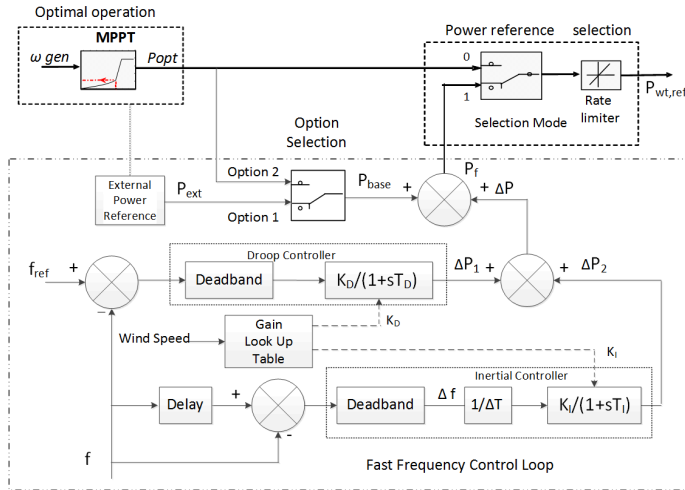 Optimal operation
MPPT
ω gen
Popt
Power reference selection
0
1
Selection Mode
Rate
limiter
Pwt,ref
Option
Selection
Option 2
Option 1
External
Power
Reference
Pext
Pbase
+
Pf
+ ΔP
Droop Controller
fref
+
-
Deadband
KD/(1+sTD)
ΔP1 +
+ ΔP2
Wind Speed
Gain
Look Up
Table
KD
KI
Inertial Controller
Delay
+
-
Deadband
Δ f
1/ΔT
KI/(1+sTI)
f
Fast Frequency Control Loop